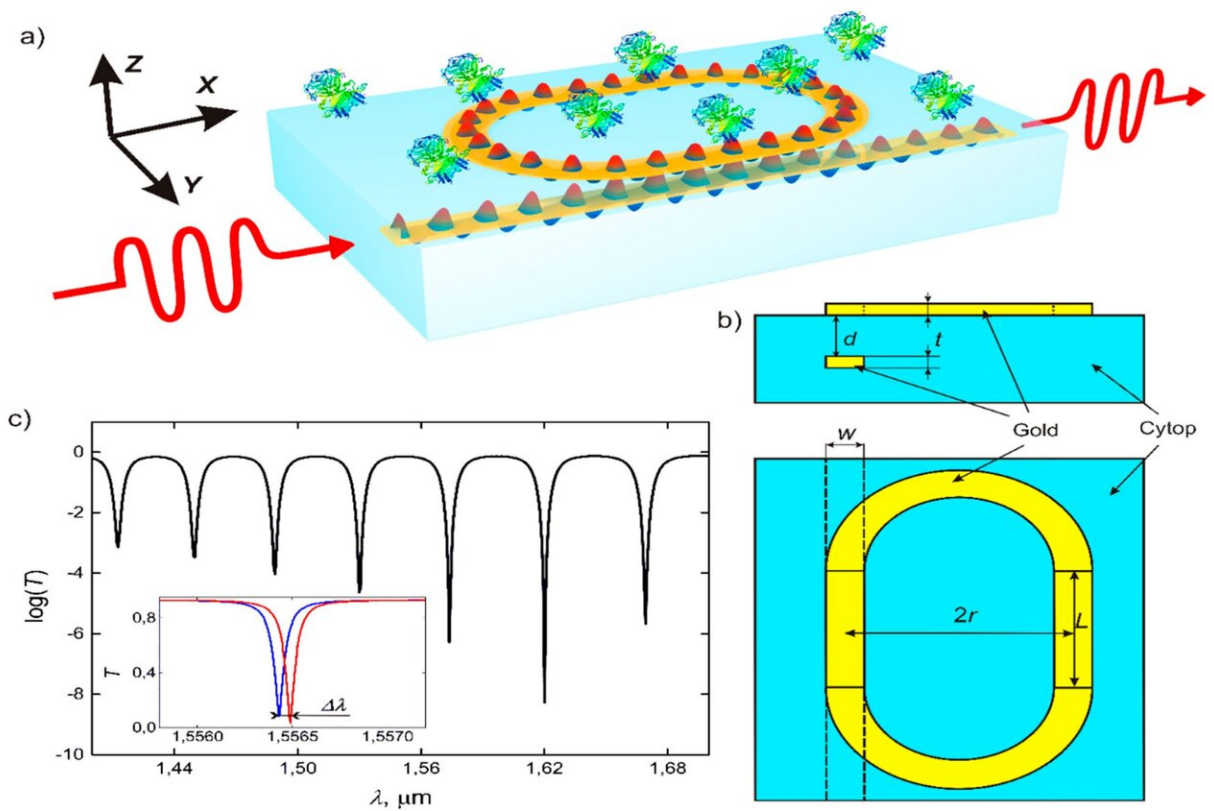 a)
Z
X
Y
b)
d
t
Gold
Cytop
w
2r
L
c)
log(T)
0
-2
-4
-6
-8
-10
1,44
1,50
1,56
1,62
1,68
λ, μm
T
0,8
0,4
0,0
1,5560
1,5565
1,5570
Δλ